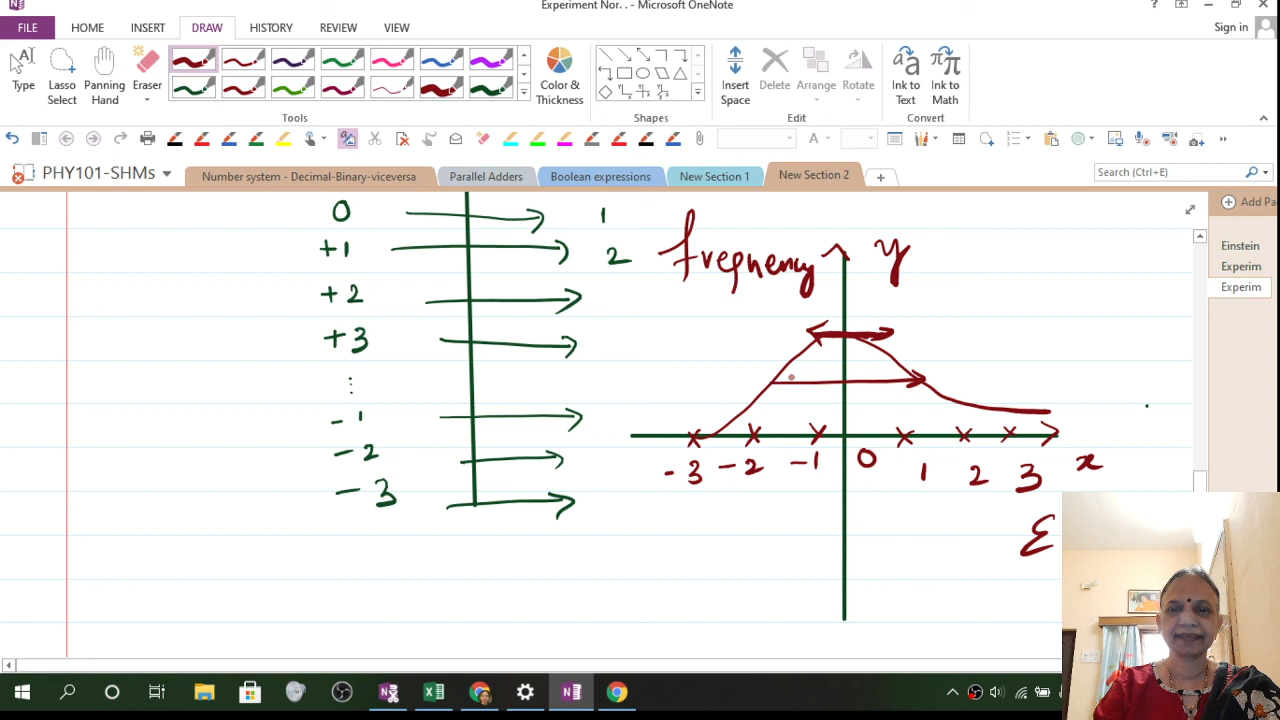 Experiment Nor. . - Microsoft OneNote
?
FILE HOME INSERT DRAW HISTORY REVIEW VIEW
Sign in
Type
Lasso Select
Panning Hand
Eraser
Color & Thickness
Insert Space
Delete
Arrange
Rotate
Ink to Text
Ink to Math
Tools
Shapes
Edit
Convert
PHY101-SHMs
Number system - Decimal-Binary-viceversa
Parallel Adders
Boolean expressions
New Section 1
New Section 2
Search (Ctrl+E)
Add Pa
Einstein
Experim
Experim
0 1
+1 2
+2
+3
-1
-2
-3
freqnency y
-3 -2 -1 0 1 2 3 x
Ɛ